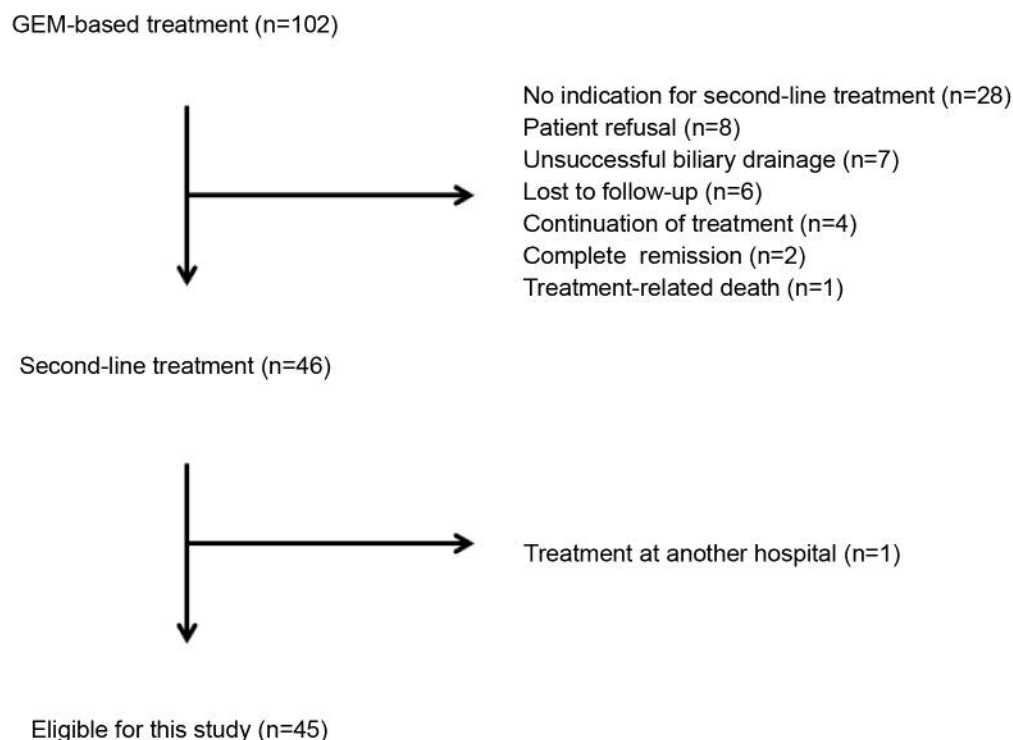 GEM-based treatment (n=102)
No indication for second-line treatment (n=28)
Patient refusal (n=8)
Unsuccessful biliary drainage (n=7)
Lost to follow-up (n=6)
Continuation of treatment (n=4)
Complete remission (n=2)
Treatment-related death (n=1)
Second-line treatment (n=46)
Treatment at another hospital (n=1)
Eligible for this study (n=45)